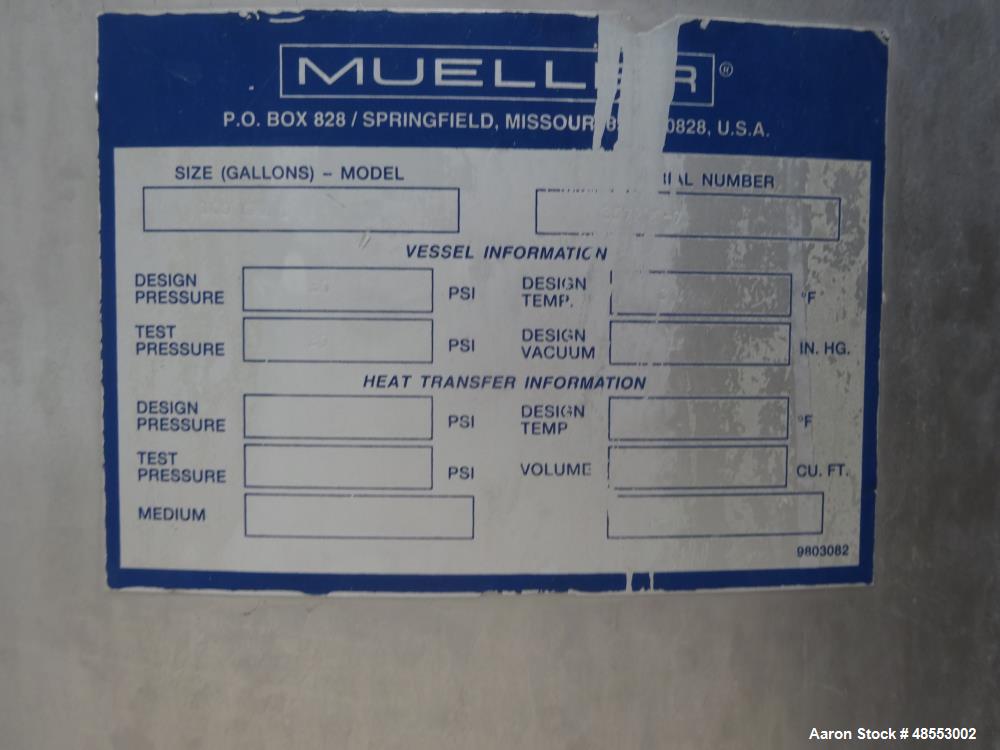 MUELL R®
P.O. BOX 828 / SPRINGFIELD, MISSOUR 0828, U.S.A.
SIZE (GALLONS) – MODEL
IAL NUMBER
VESSEL INFORMATION
DESIGN PRESSURE PSI DESIGN TEMP. °F
TEST PRESSURE PSI DESIGN VACUUM IN. HG.
HEAT TRANSFER INFORMATION
DESIGN PRESSURE PSI DESIGN TEMP °F
TEST PRESSURE PSI VOLUME CU. FT.
MEDIUM
9803082
Aaron Stock # 48553002